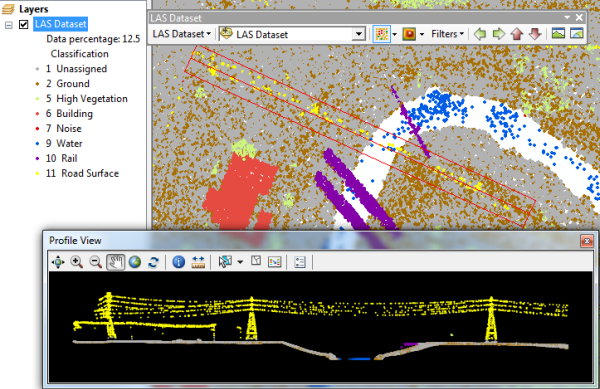 Layers
LAS Dataset
Data percentage: 12.5
Classification
1 Unassigned
2 Ground
5 High Vegetation
6 Building
7 Noise
9 Water
10 Rail
11 Road Surface
LAS Dataset
LAS Dataset
LAS Dataset
Filters
Profile View